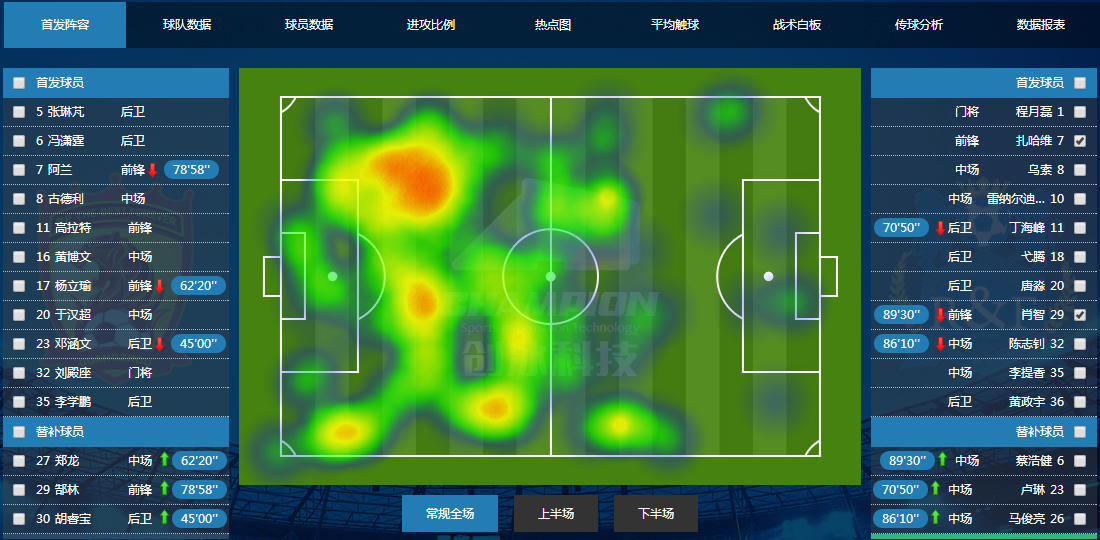 首发阵容 球队数据 球员数据 进攻比例 热点图 平均触球 战术白板 传球分析 数据报表
首发球员
5 张琳芃 后卫
6 冯潇霆 后卫
7 阿兰 前锋 78'58''
8 古德利 中场
11 高拉特 前锋
16 黄博文 中场
17 杨立瑜 前锋 62'20''
20 于汉超 中场
23 邓涵文 后卫 45'00''
32 刘殿座 门将
35 李学鹏 后卫
替补球员
27 郑龙 中场 62'20''
29 郜林 前锋 78'58''
30 胡睿宝 后卫 45'00''
CHAMPION
Sports Technology
创冰科技
常规全场 上半场 下半场
首发球员
门将 程月磊 1
前锋 扎哈维 7
中场 乌索 8
中场 雷纳尔迪... 10
70'50'' 后卫 丁海峰 11
后卫 弋腾 18
后卫 唐淼 20
89'30'' 前锋 肖智 29
86'10'' 中场 陈志钊 32
中场 李提香 35
后卫 黄政宇 36
替补球员
89'30'' 中场 蔡浩健 6
70'50'' 中场 卢琳 23
86'10'' 中场 马俊亮 26